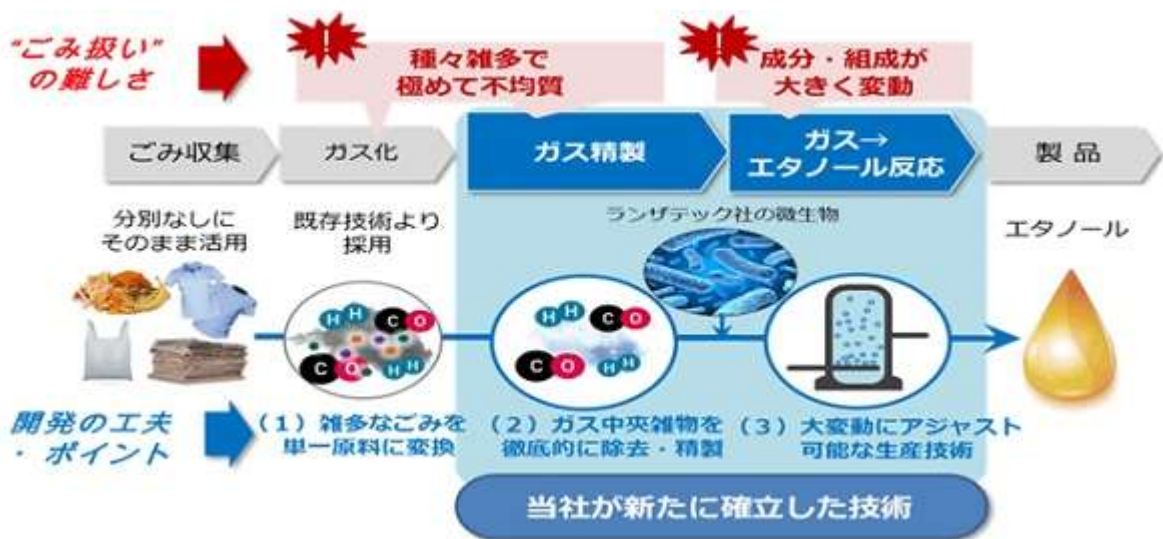 “ごみ扱い”
の難しさ
!
種々雑多で
極めて不均質
!
成分・組成が
大きく変動
ごみ収集
ガス化
ガス精製
ガス→
エタノール反応
製品
分別なしに
そのまま活用
既存技術より
採用
ランザテック社の微生物
エタノール
H H C O
C O H H
H H C O
C O H H
開発の工夫
・ポイント
(1)雑多なごみを
単一原料に変換
(2)ガス中夾雑物を
徹底的に除去・精製
(3)大変動にアジャスト
可能な生産技術
当社が新たに確立した技術